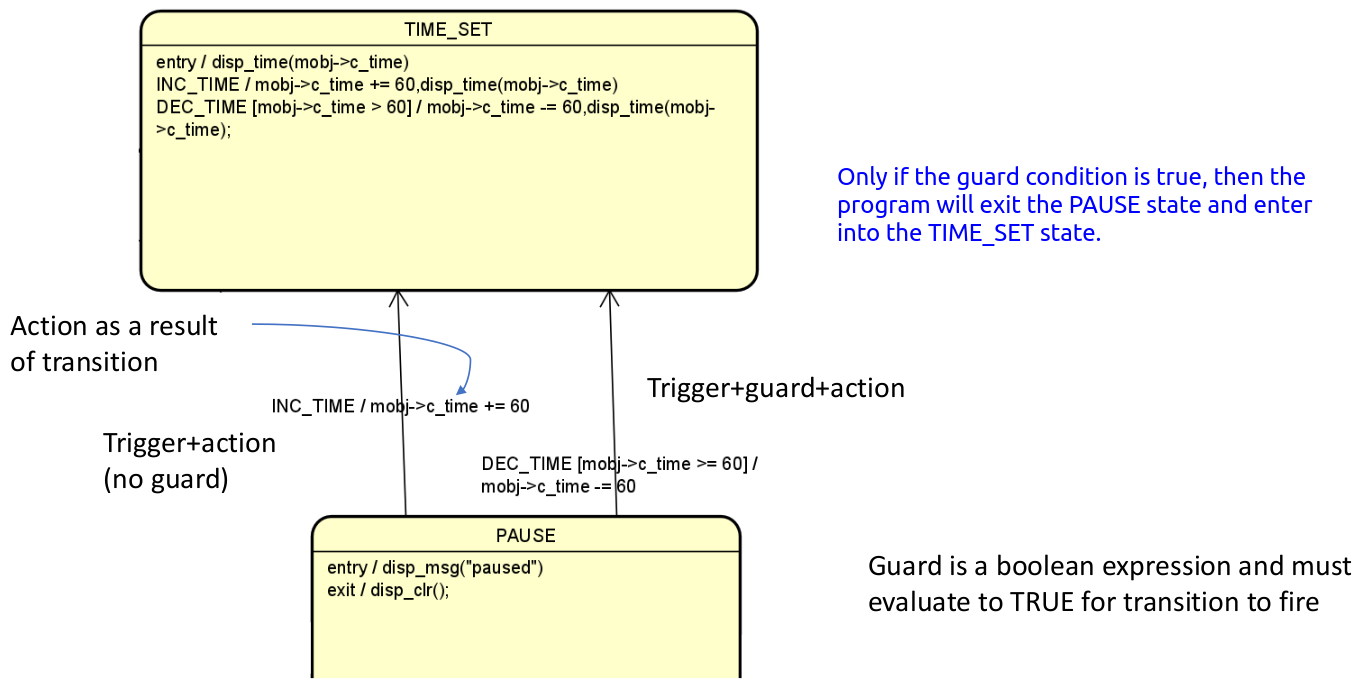 TIME_SET
entry / disp_time(mobj->c_time)
INC_TIME / mobj->c_time += 60,disp_time(mobj->c_time)
DEC_TIME [mobj->c_time > 60] / mobj->c_time -= 60,disp_time(mobj-
>c_time);
Only if the guard condition is true, then the
program will exit the PAUSE state and enter
into the TIME_SET state.
Action as a result
of transition
Trigger+guard+action
INC_TIME / mobj->c_time += 60
Trigger+action
(no guard)
DEC_TIME [mobj->c_time >= 60] /
mobj->c_time -= 60
PAUSE
entry / disp_msg("paused")
exit / disp_clr();
Guard is a boolean expression and must
evaluate to TRUE for transition to fire